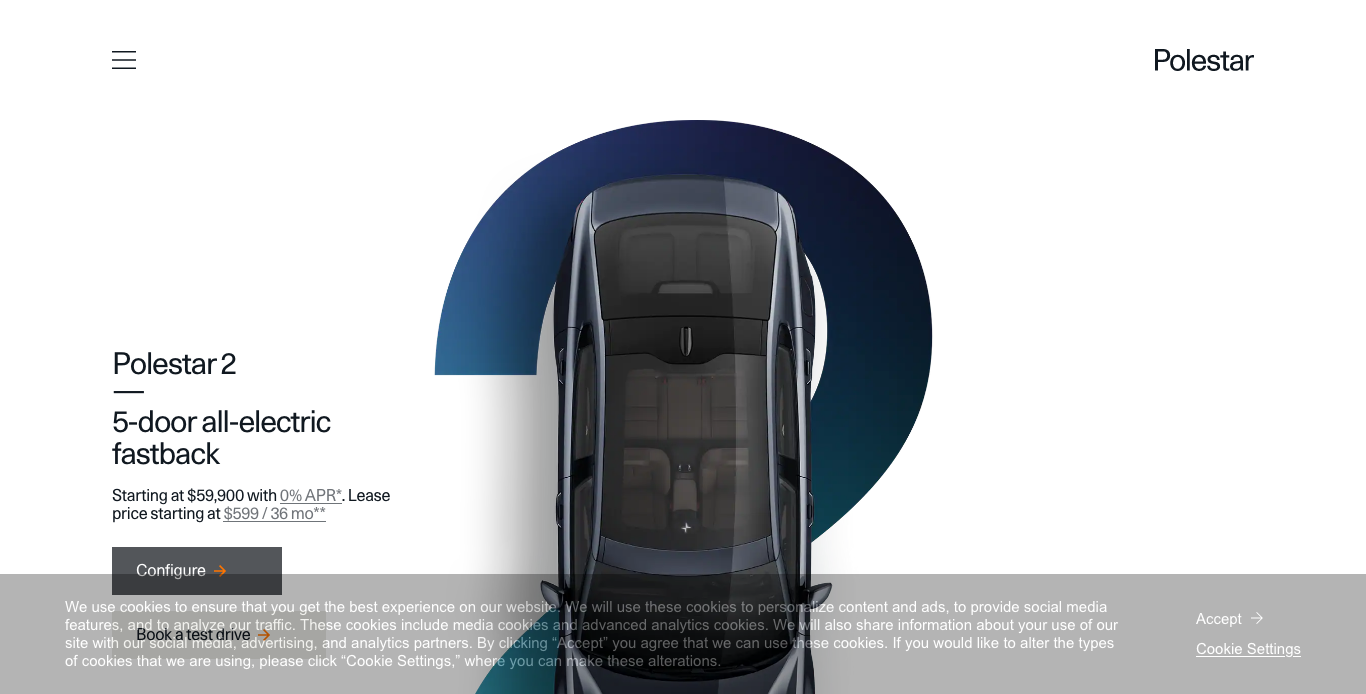 Polestar
Polestar 2
5-door all-electric
fastback
Starting at $59,900 with 0% APR*. Lease
price starting at $599 / 36 mo**
Configure
Book a test drive
We use cookies to ensure that you get the best experience on our website. We will use these cookies to personalize content and ads, to provide social media
features, and to analyze our traffic. These cookies include media cookies and advanced analytics cookies. We will also share information about your use of our
site with our social media, advertising, and analytics partners. By clicking “Accept” you agree that we can use these cookies. If you would like to alter the types
of cookies that we are using, please click “Cookie Settings,” where you can make these alterations.
Accept
Cookie Settings